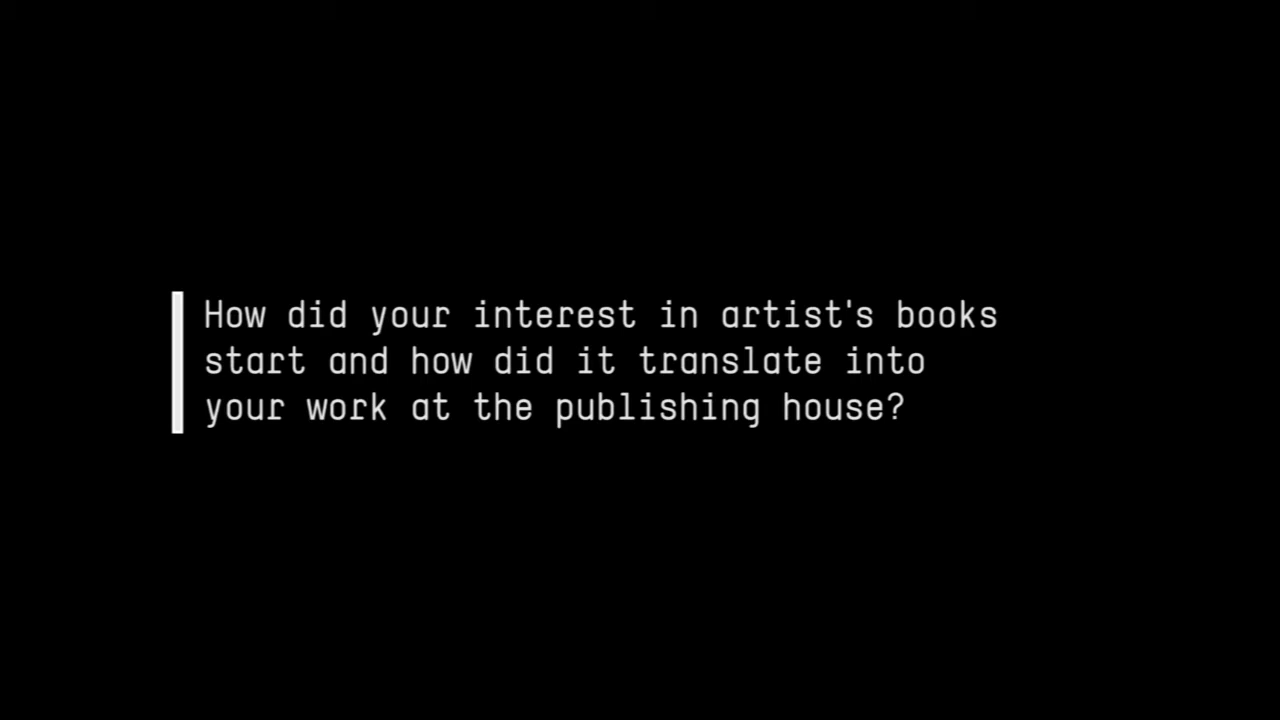 How did your interest in artist's books
start and how did it translate into
your work at the publishing house?